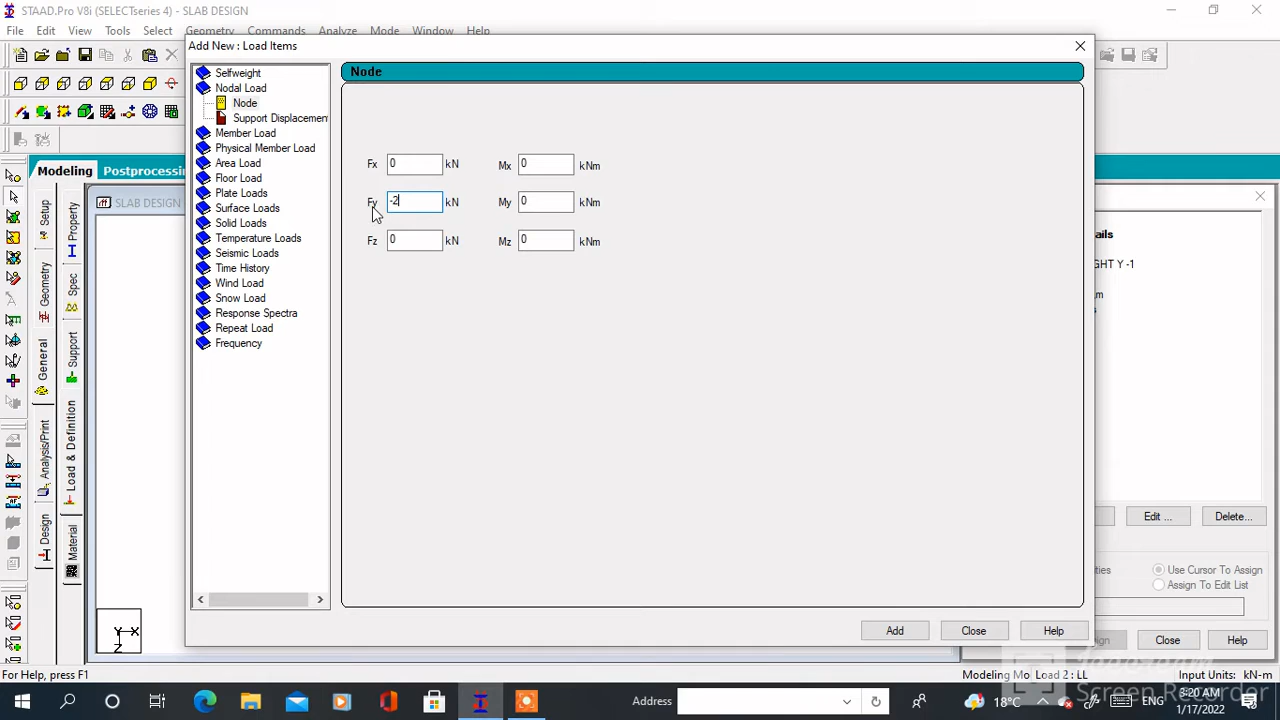 STAAD.Pro V8i (SELECTseries 4) - SLAB DESIGN
File Edit View Tools Select Geometry Commands Analyze Mode Window Help
Add New : Load Items
Selfweight
Nodal Load
Node
Support Displacemen
Member Load
Physical Member Load
Area Load
Floor Load
Plate Loads
Surface Loads
Solid Loads
Temperature Loads
Seismic Loads
Time History
Wind Load
Snow Load
Response Spectra
Repeat Load
Frequency
Node
Fx 0 kN Mx 0 kNm
Fy -2 kN My 0 kNm
Fz 0 kN Mz 0 kNm
Add Close Help
Modeling Postprocessing
SLAB DESIGN
Geometry
General
Analysis/Print
Design
Property
Spec
Support
Load & Definition
Material
Y X
Z
GHT Y -1
Edit ... Delete...
Use Cursor To Assign
Assign To Edit List
Close Help
For Help, press F1
Load 2 : LL Input Units: kN-m
Screen Recorder
Address
18°C
ENG
3:20 AM
1/17/2022